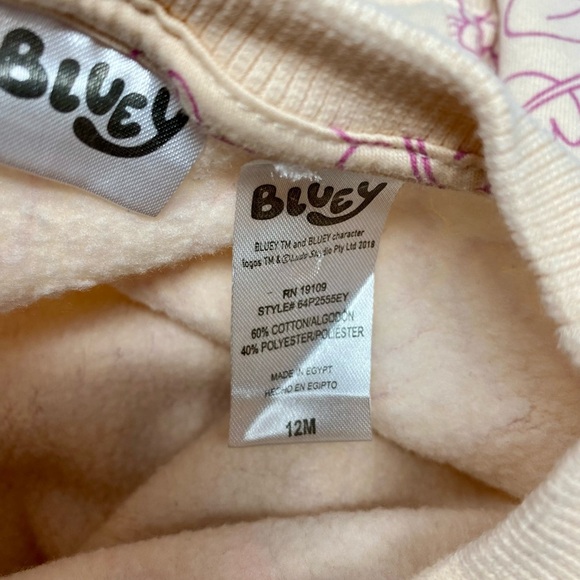 BLUEY
BLUEY
BLUEY TM and BLUEY character
logos TM & ©Ludo Studio Pty Ltd 2018
RN 19109
STYLE# 64P2555EY
60% COTTON/ALGODÓN
40% POLYESTER/POLIESTER
MADE IN EGYPT
HECHO EN EGIPTO
12M